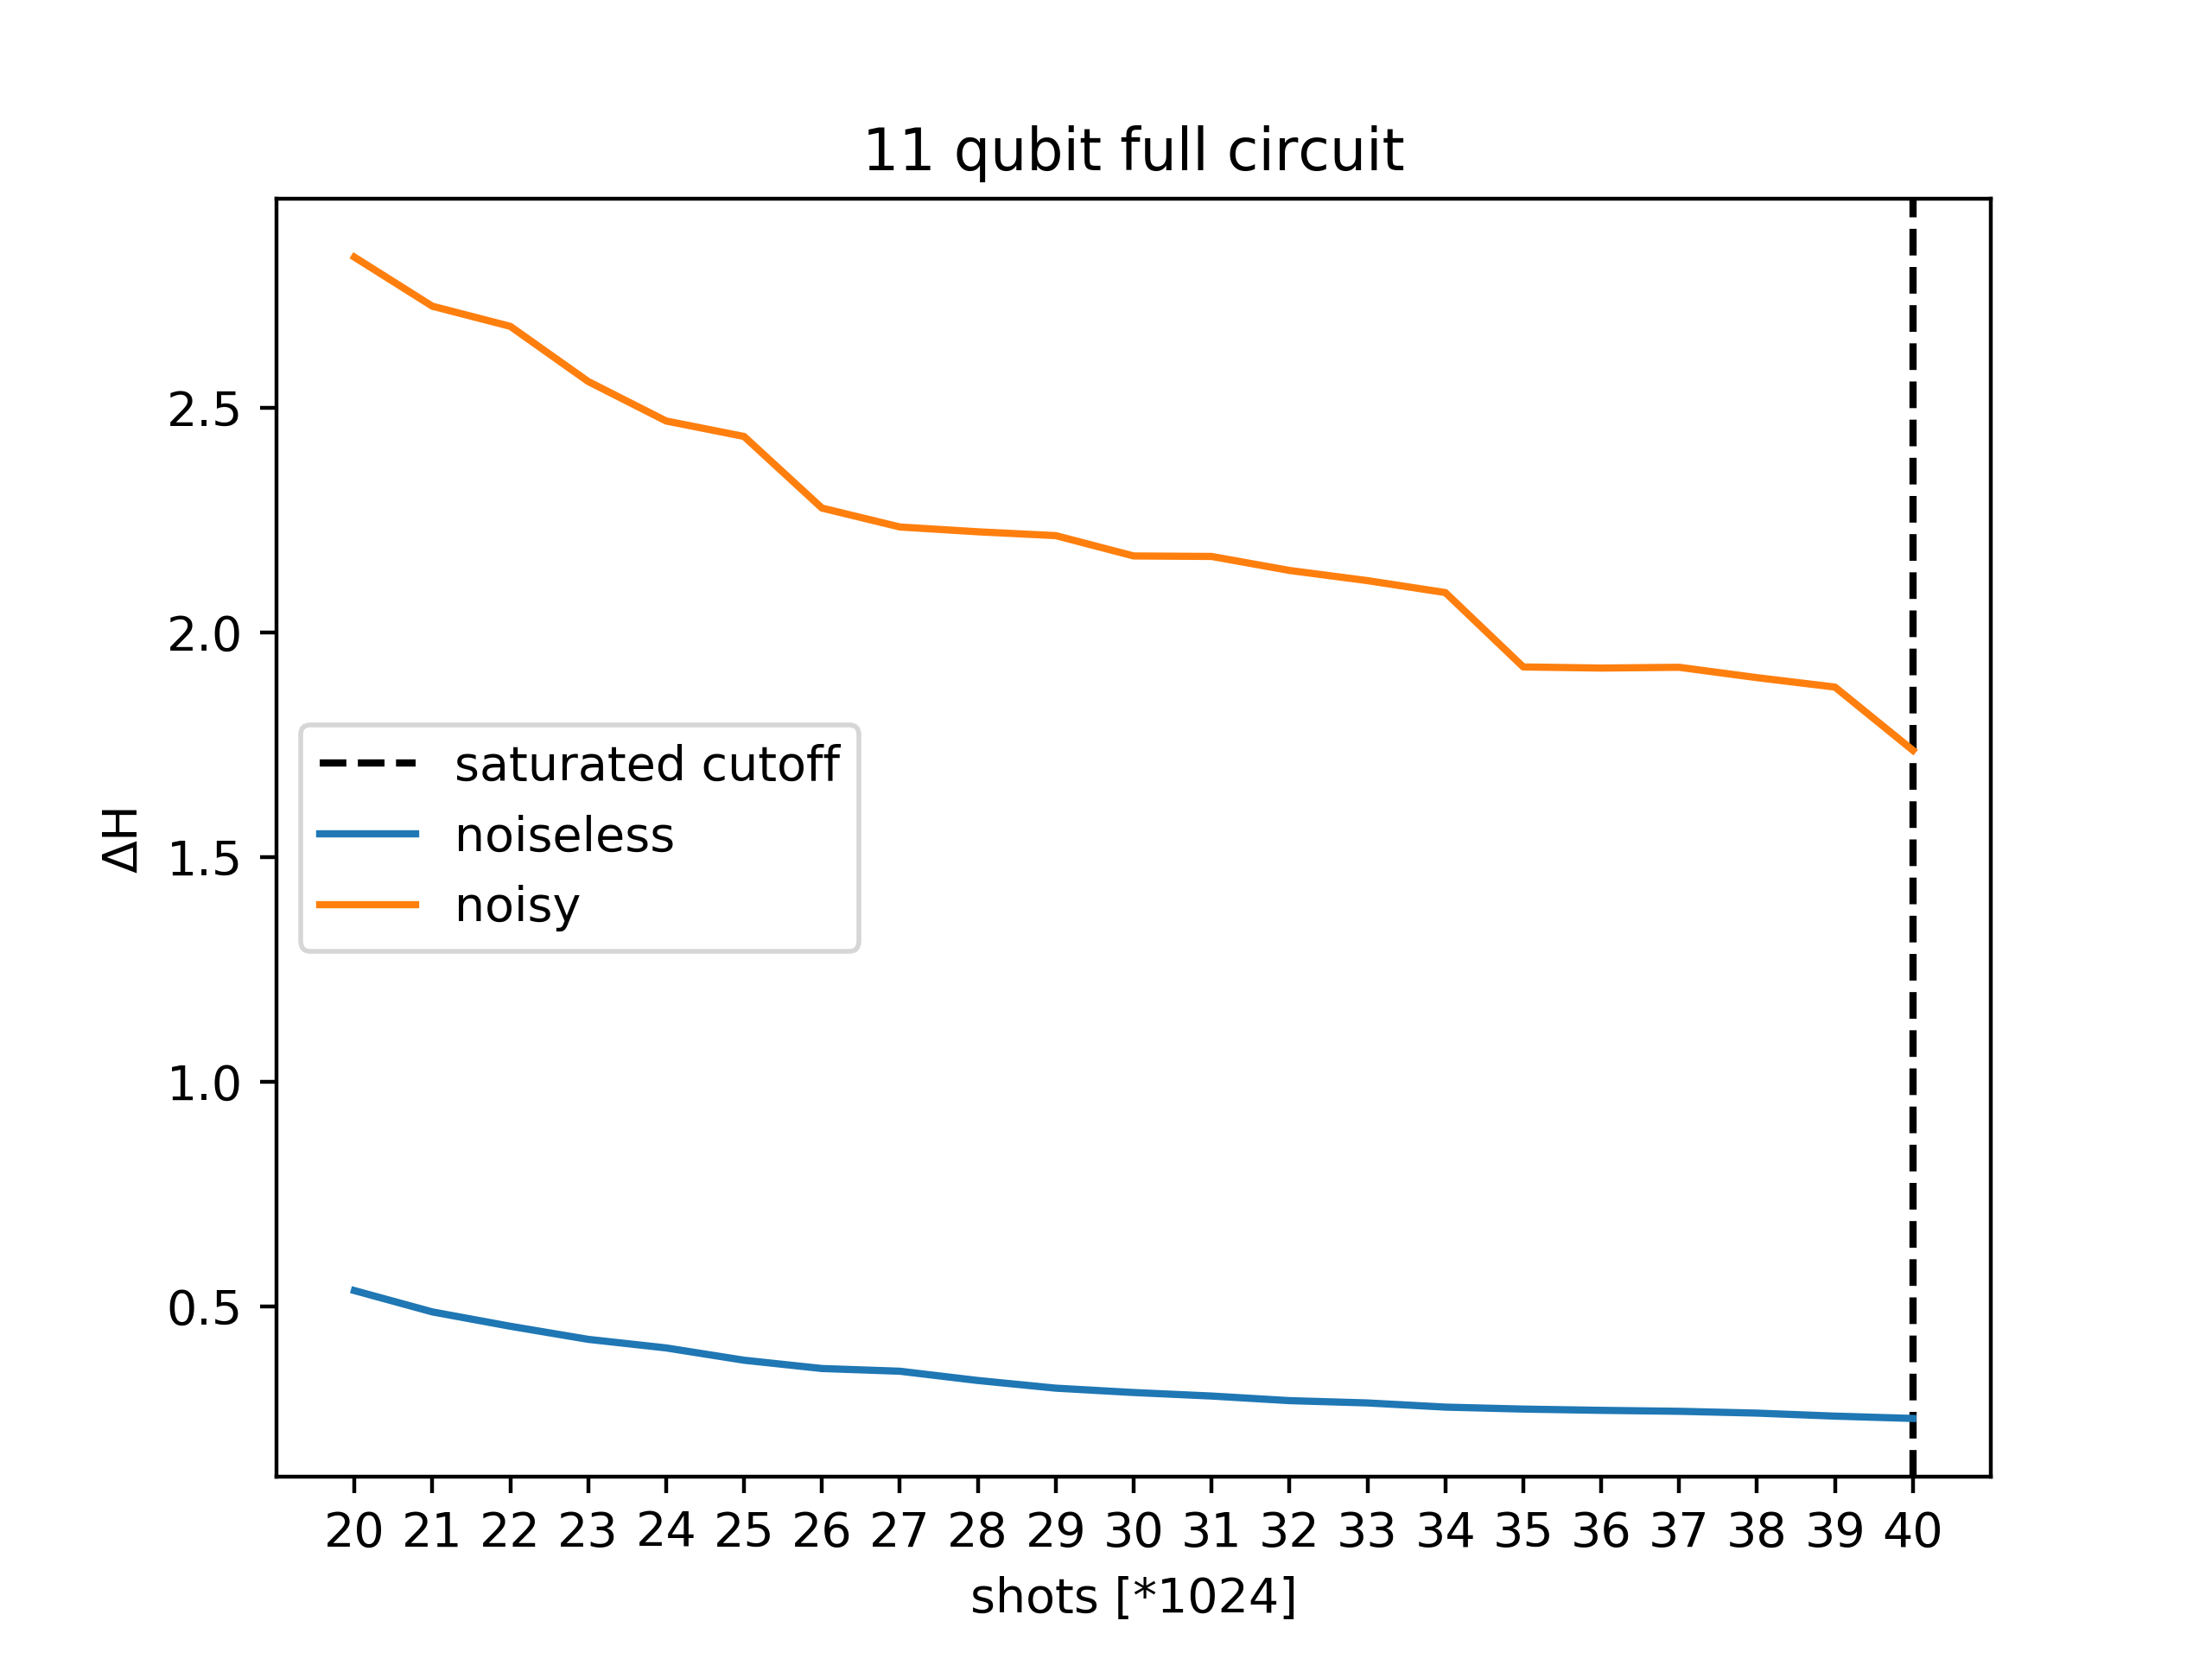 11 qubit full circuit
ΔH
2.5
2.0
1.5
1.0
0.5
saturated cutoff
noiseless
noisy
20 21 22 23 24 25 26 27 28 29 30 31 32 33 34 35 36 37 38 39 40
shots [*1024]